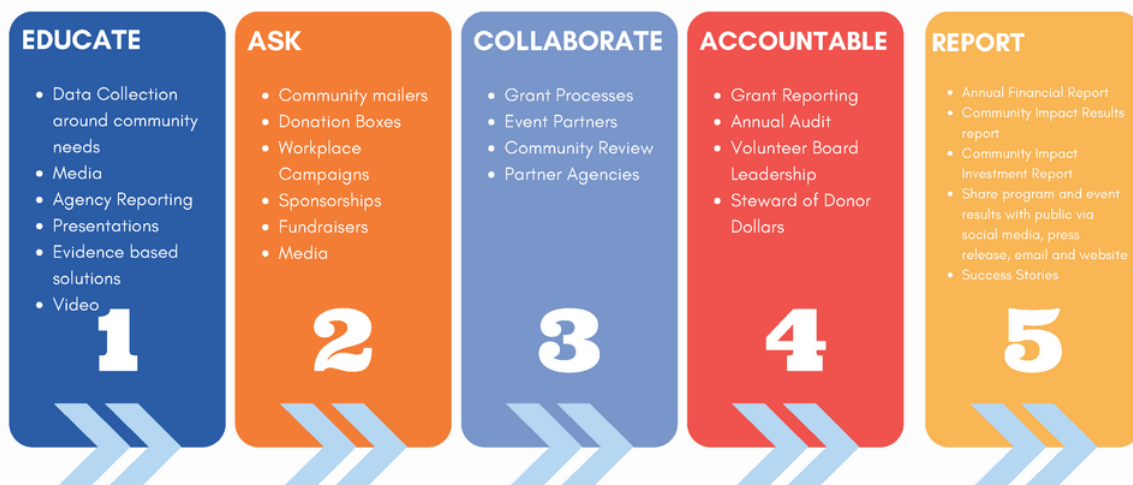 EDUCATE
• Data Collection
around community
needs
• Media
• Agency Reporting
• Presentations
• Evidence based
solutions
• Video
1
ASK
• Community mailers
• Donation Boxes
• Workplace
Campaigns
• Sponsorships
• Fundraisers
• Media
2
COLLABORATE
• Grant Processes
• Event Partners
• Community Review
• Partner Agencies
3
ACCOUNTABLE
• Grant Reporting
• Annual Audit
• Volunteer Board
Leadership
• Steward of Donor
Dollars
4
REPORT
• Annual Financial Report
• Community Impact Results
report
• Community Impact
Investment Report
• Share program and event
results with public via
social media, press
release, email and website
• Success Stories
5